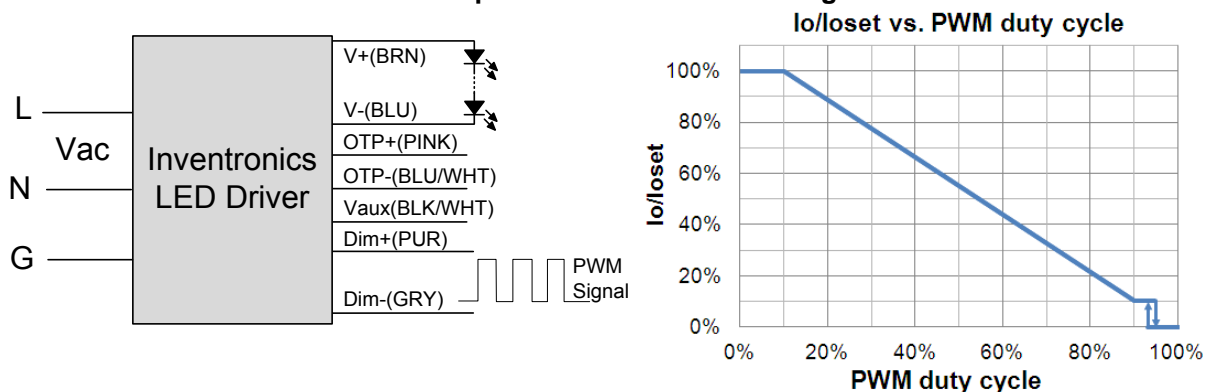 Io/Ioset vs. PWM duty cycle
L
Vac
N
G
Inventronics
LED Driver
V+(BRN)
V-(BLU)
OTP+(PINK)
OTP-(BLU/WHT)
Vaux(BLK/WHT)
Dim+(PUR)
Dim-(GRY)
PWM
Signal
Io/Ioset
100%
80%
60%
40%
20%
0%
0% 20% 40% 60% 80% 100%
PWM duty cycle